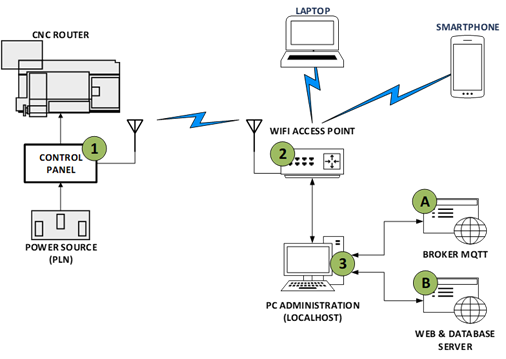 LAPTOP
CNC ROUTER
SMARTPHONE
WIFI ACCESS POINT
1
2
CONTROL
PANEL
A
BROKER MQTT
POWER SOURCE
(PLN)
3
B
PC ADMINISTRATION
(LOCALHOST)
WEB & DATABASE
SERVER